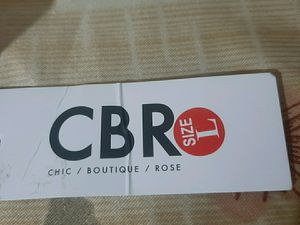 CBR
SIZE L
CHIC / BOUTIQUE / ROSE